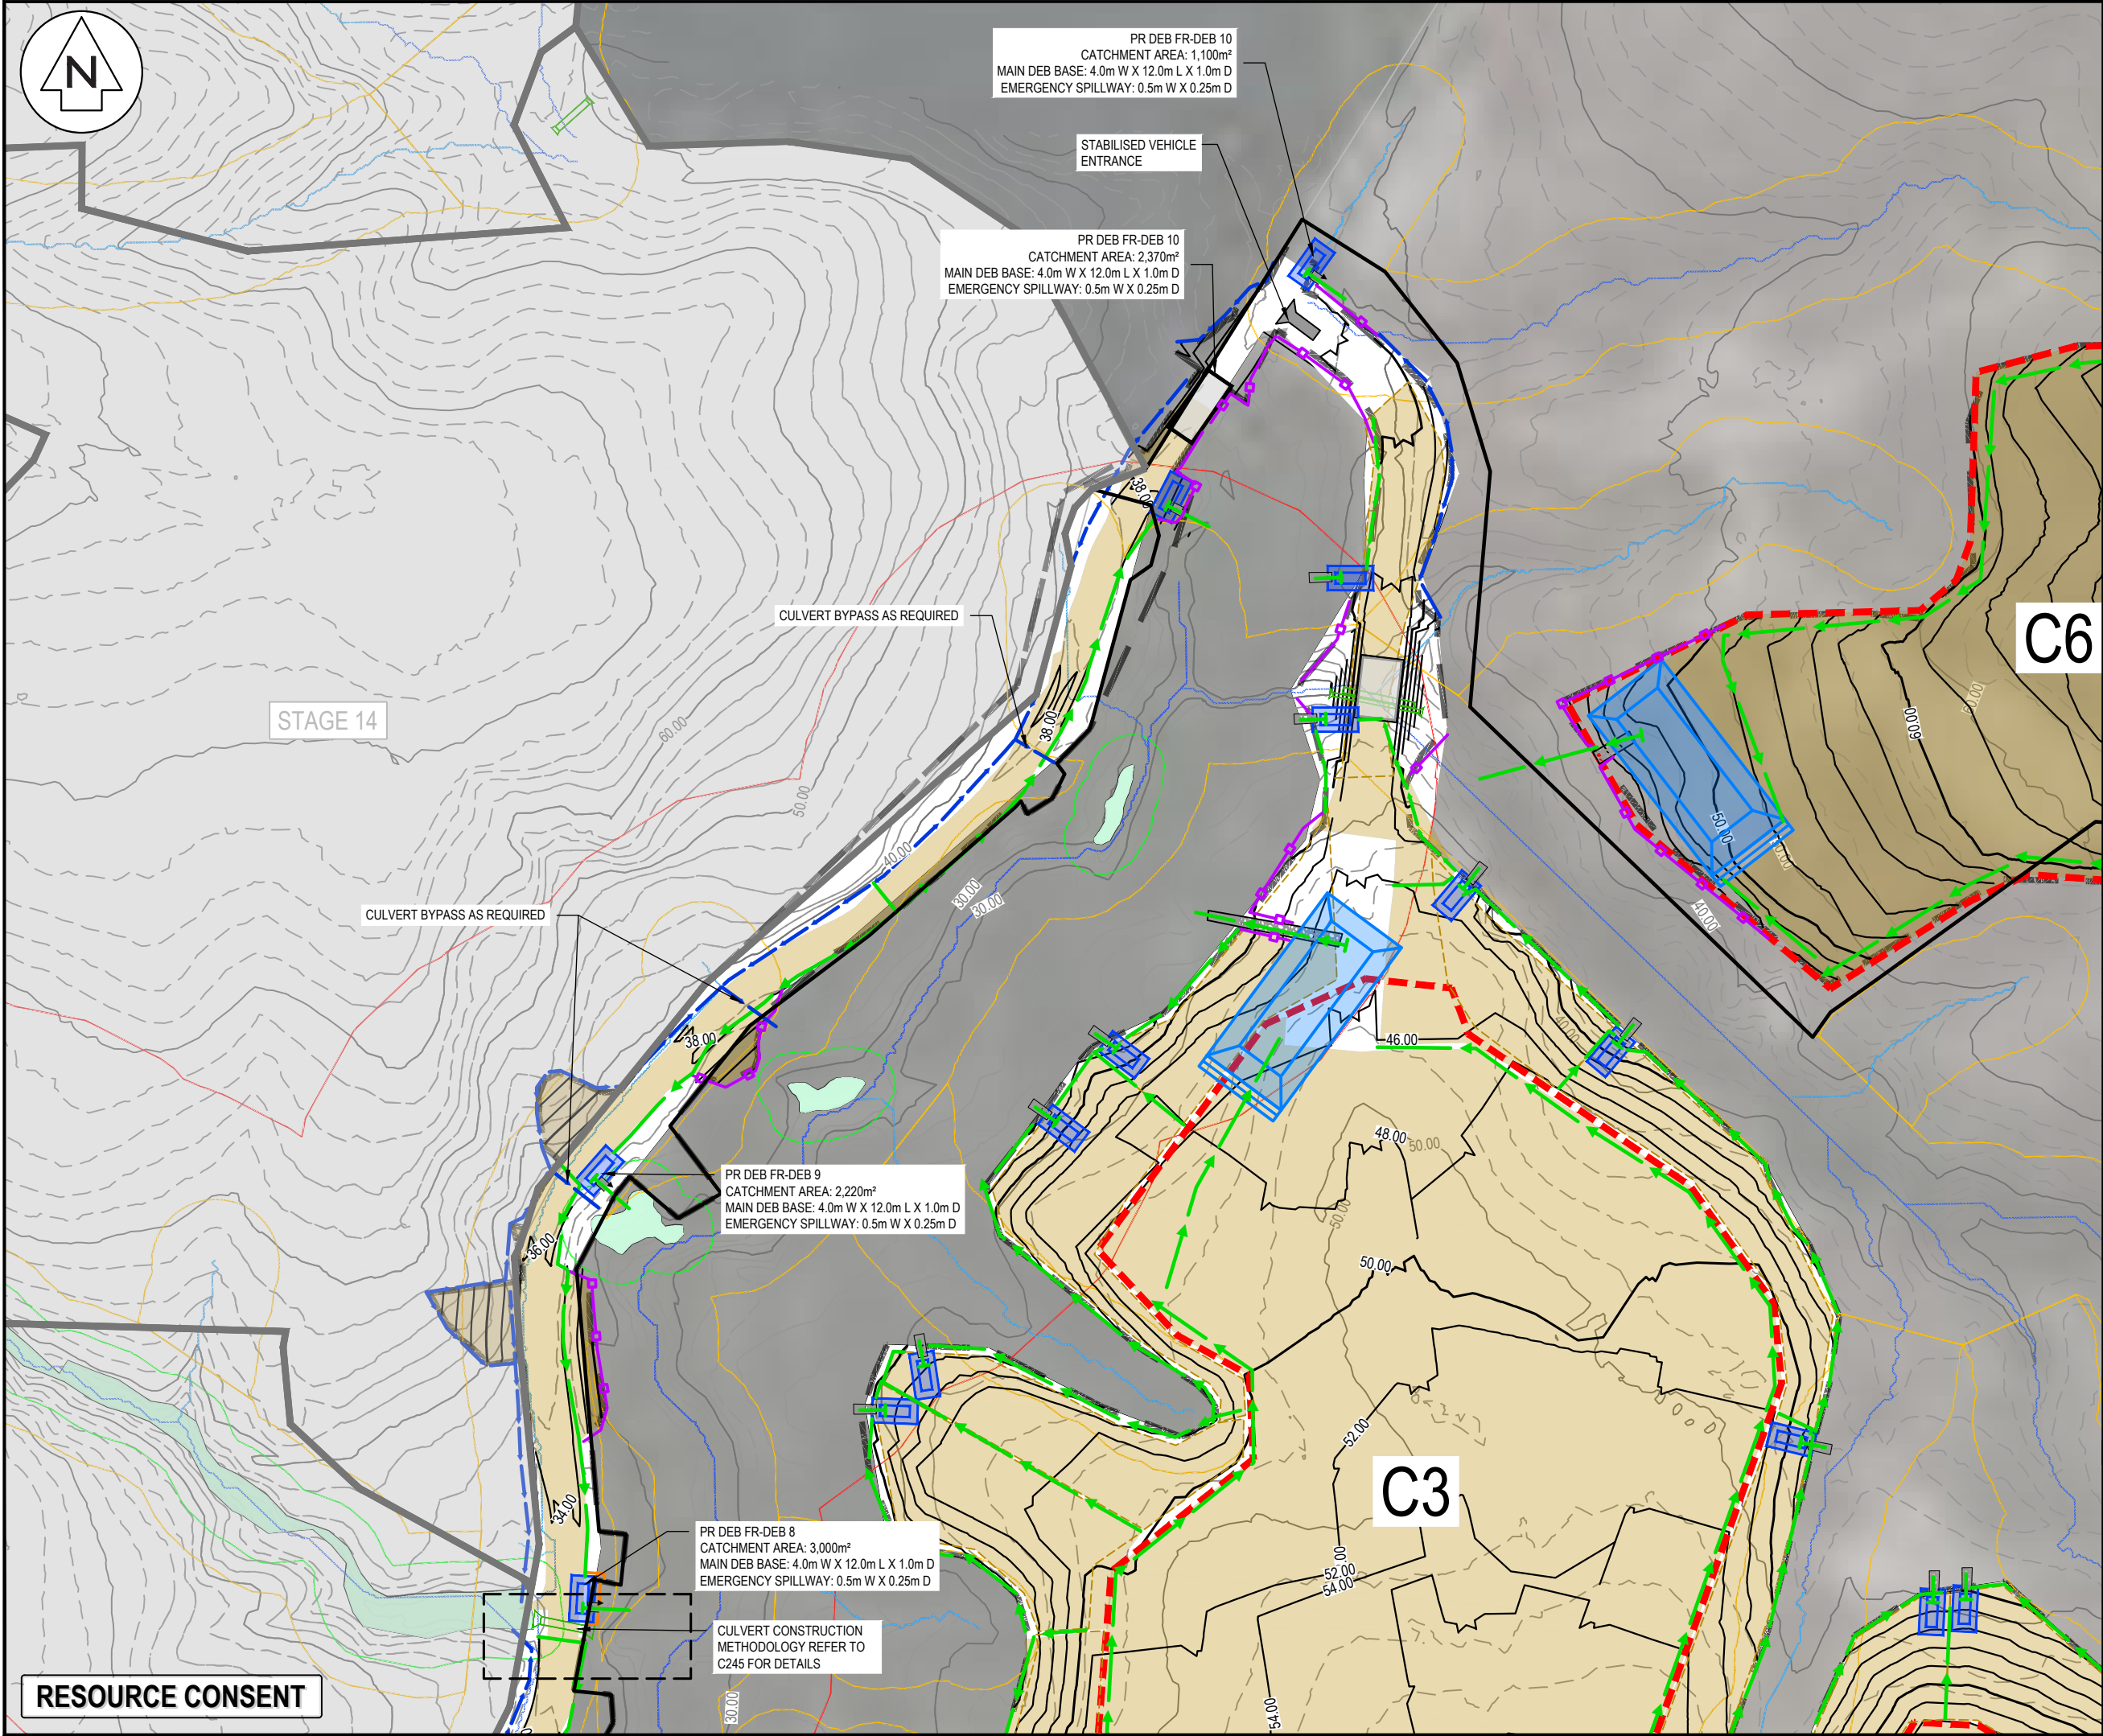 N
PR DEB FR-DEB 10
CATCHMENT AREA: 1,100m²
MAIN DEB BASE: 4.0m W X 12.0m L X 1.0m D
EMERGENCY SPILLWAY: 0.5m W X 0.25m D
STABILISED VEHICLE
ENTRANCE
PR DEB FR-DEB 10
CATCHMENT AREA: 2,370m²
MAIN DEB BASE: 4.0m W X 12.0m L X 1.0m D
EMERGENCY SPILLWAY: 0.5m W X 0.25m D
38.00
CULVERT BYPASS AS REQUIRED
C6
STAGE 14
60.00
38.00
60.00
60.00
50.00
50.00
40.00
30.00
30.00
CULVERT BYPASS AS REQUIRED
40.00
38.00
46.00
40.00
48.00
50.00
PR DEB FR-DEB 9
CATCHMENT AREA: 2,220m²
MAIN DEB BASE: 4.0m W X 12.0m L X 1.0m D
EMERGENCY SPILLWAY: 0.5m W X 0.25m D
50.00
36.00
50.00
52.00
C3
34.00
PR DEB FR-DEB 8
CATCHMENT AREA: 3,000m²
MAIN DEB BASE: 4.0m W X 12.0m L X 1.0m D
EMERGENCY SPILLWAY: 0.5m W X 0.25m D
52.00
52.00
54.00
CULVERT CONSTRUCTION
METHODOLOGY REFER TO
C245 FOR DETAILS
RESOURCE CONSENT
30.00
54.00